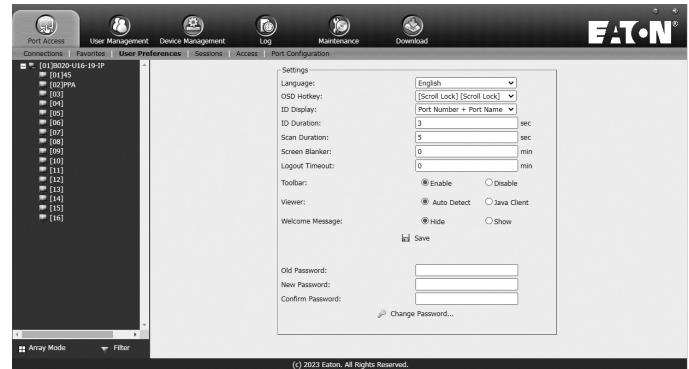 Port Access
User Management
Device Management
Log
Maintenance
Download
EATON®
Connections
Favorites
User Preferences
Sessions
Access
Port Configuration
[01]B020-U16-19-IP
[01]45
[02]PPA
[03]
[04]
[05]
[06]
[07]
[08]
[09]
[10]
[11]
[12]
[13]
[14]
[15]
[16]
Array Mode
Filter
Settings
Language: English
OSD Hotkey: [Scroll Lock] [Scroll Lock]
ID Display: Port Number + Port Name
ID Duration: 3 sec
Scan Duration: 5 sec
Screen Blanker: 0 min
Logout Timeout: 0 min
Toolbar: Enable Disable
Viewer: Auto Detect Java Client
Welcome Message: Hide Show
Save
Old Password:
New Password:
Confirm Password:
Change Password...
(c) 2023 Eaton. All Rights Reserved.